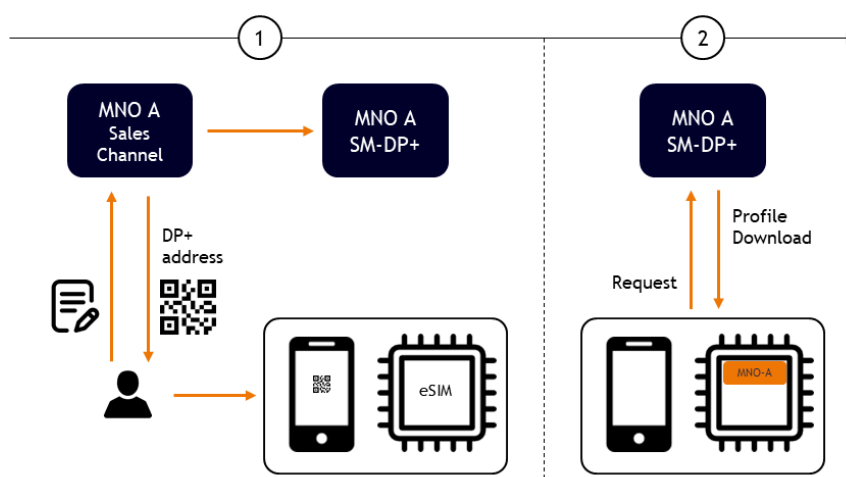 1
2
MNO A
Sales
Channel
MNO A
SM-DP+
MNO A
SM-DP+
DP+
address
Profile
Download
Request
eSIM
MNO-A